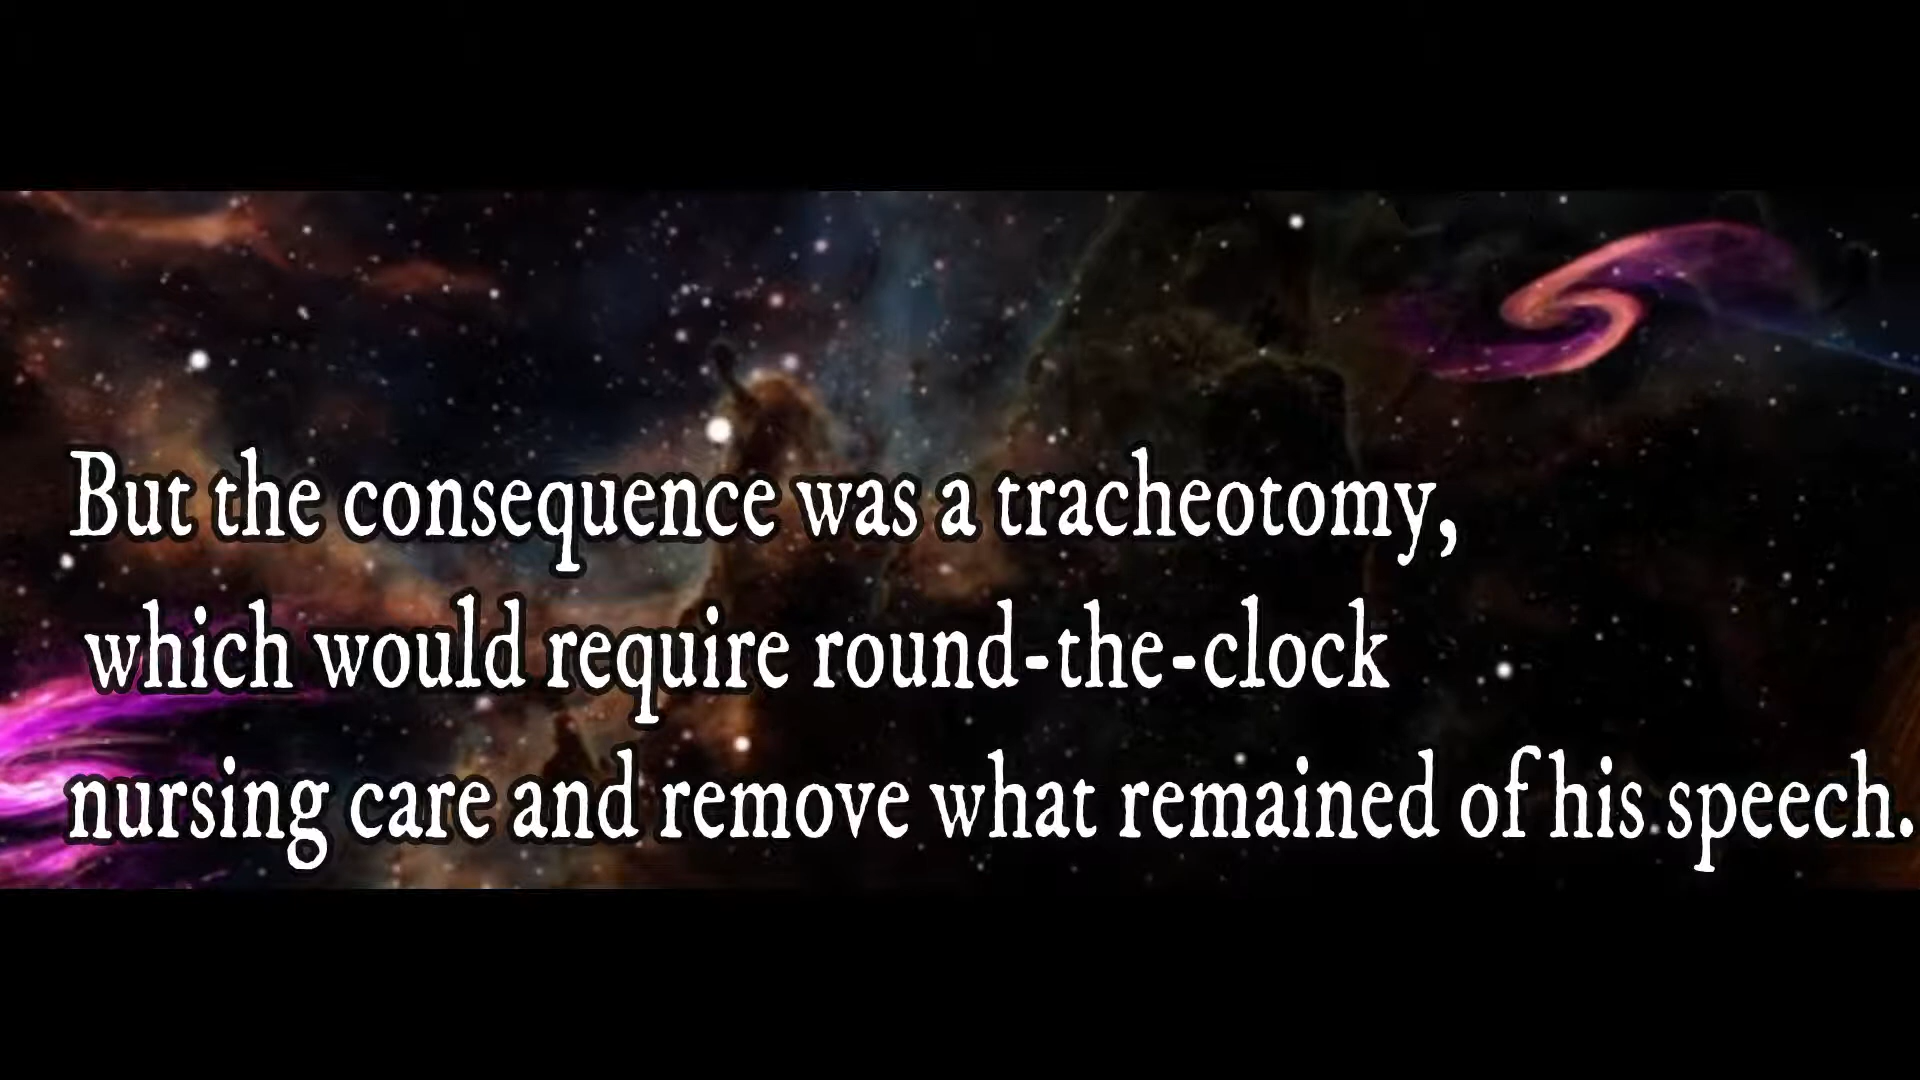 But the consequence was a tracheotomy,
which would require round-the-clock
nursing care and remove what remained of his speech.